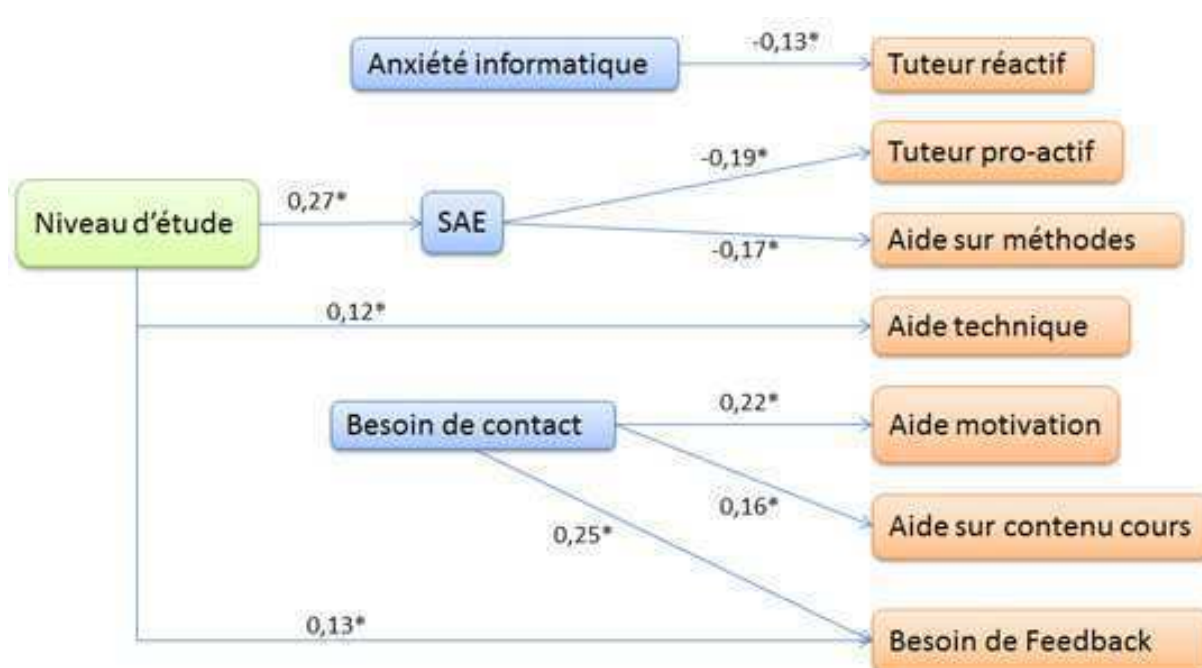 Anxiété informatique
-0,13*
Tuteur réactif
-0,19*
Tuteur pro-actif
Niveau d'étude
0,27*
SAE
-0,17*
Aide sur méthodes
0,12*
Aide technique
Besoin de contact
0,22*
Aide motivation
0,16*
Aide sur contenu cours
0,25*
0,13*
Besoin de Feedback